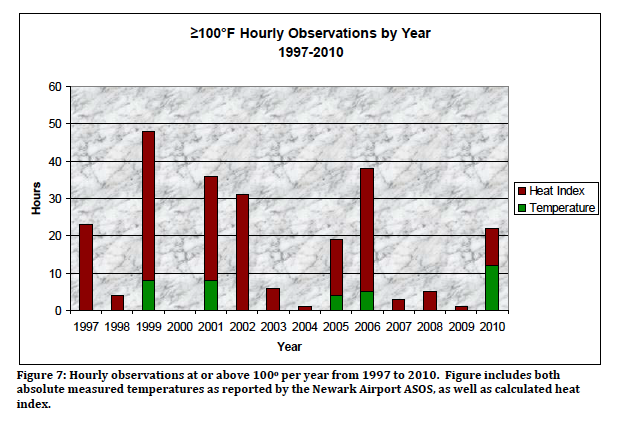 ≥100°F Hourly Observations by Year
1997-2010
60
50
40
30
20
10
0
Hours
1997 1998 1999 2000 2001 2002 2003 2004 2005 2006 2007 2008 2009 2010
Year
Heat Index
Temperature
Figure 7: Hourly observations at or above 100º per year from 1997 to 2010.  Figure includes both
absolute measured temperatures as reported by the Newark Airport ASOS, as well as calculated heat
index.